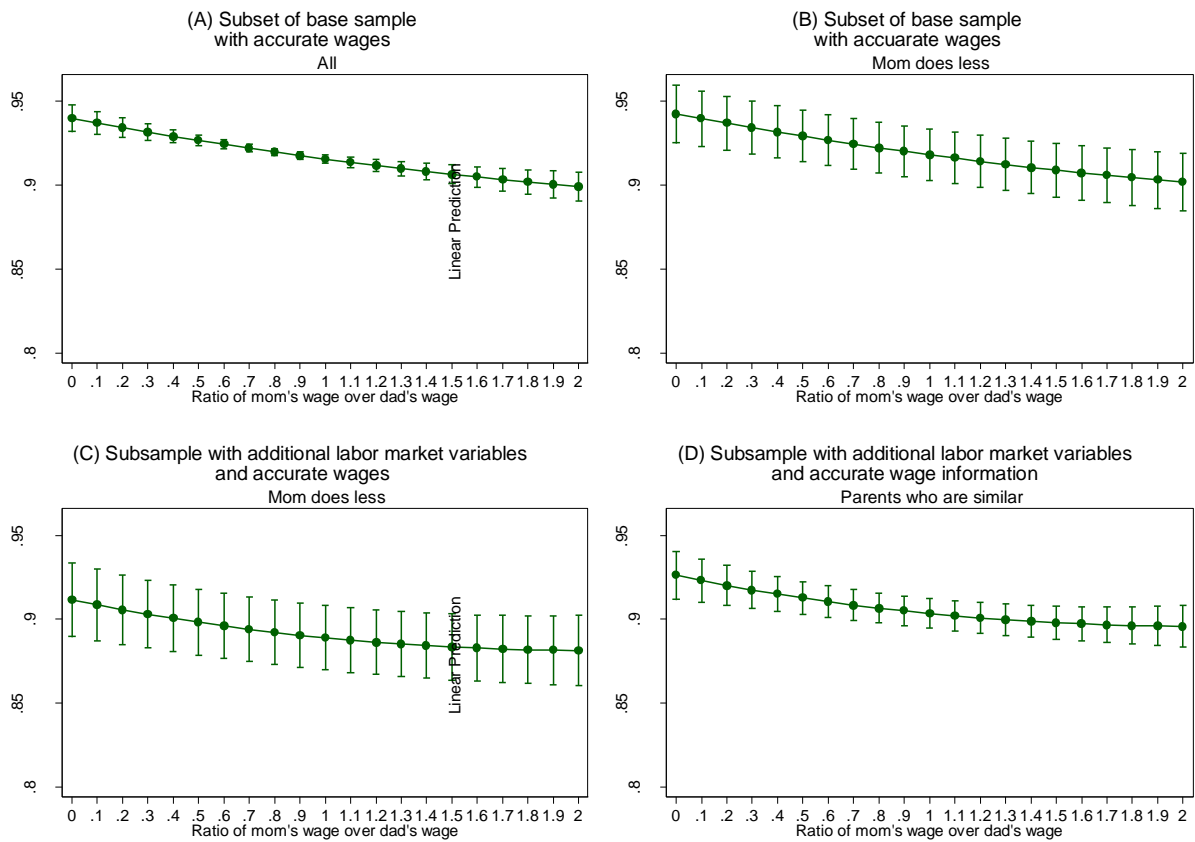 (A) Subset of base sample
with accurate wages
All
.95
.9
.85
.8
Linear Prediction
0 .1 .2 .3 .4 .5 .6 .7 .8 .9 1 1.1 1.2 1.3 1.4 1.5 1.6 1.7 1.8 1.9 2
Ratio of mom's wage over dad's wage
(B) Subset of base sample
with accuarate wages
Mom does less
.95
.9
.85
.8
0 .1 .2 .3 .4 .5 .6 .7 .8 .9 1 1.1 1.2 1.3 1.4 1.5 1.6 1.7 1.8 1.9 2
Ratio of mom's wage over dad's wage
(C) Subsample with additional labor market variables
and accurate wages
Mom does less
.95
.9
.85
.8
Linear Prediction
0 .1 .2 .3 .4 .5 .6 .7 .8 .9 1 1.1 1.2 1.3 1.4 1.5 1.6 1.7 1.8 1.9 2
Ratio of mom's wage over dad's wage
(D) Subsample with additional labor market variables
and accurate wage information
Parents who are similar
.95
.9
.85
.8
0 .1 .2 .3 .4 .5 .6 .7 .8 .9 1 1.1 1.2 1.3 1.4 1.5 1.6 1.7 1.8 1.9 2
Ratio of mom's wage over dad's wage